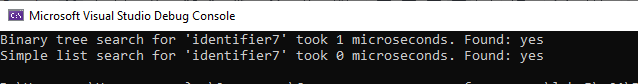 Microsoft Visual Studio Debug Console
Binary tree search for 'identifier7' took 1 microseconds. Found: yes
Simple list search for 'identifier7' took 0 microseconds. Found: yes